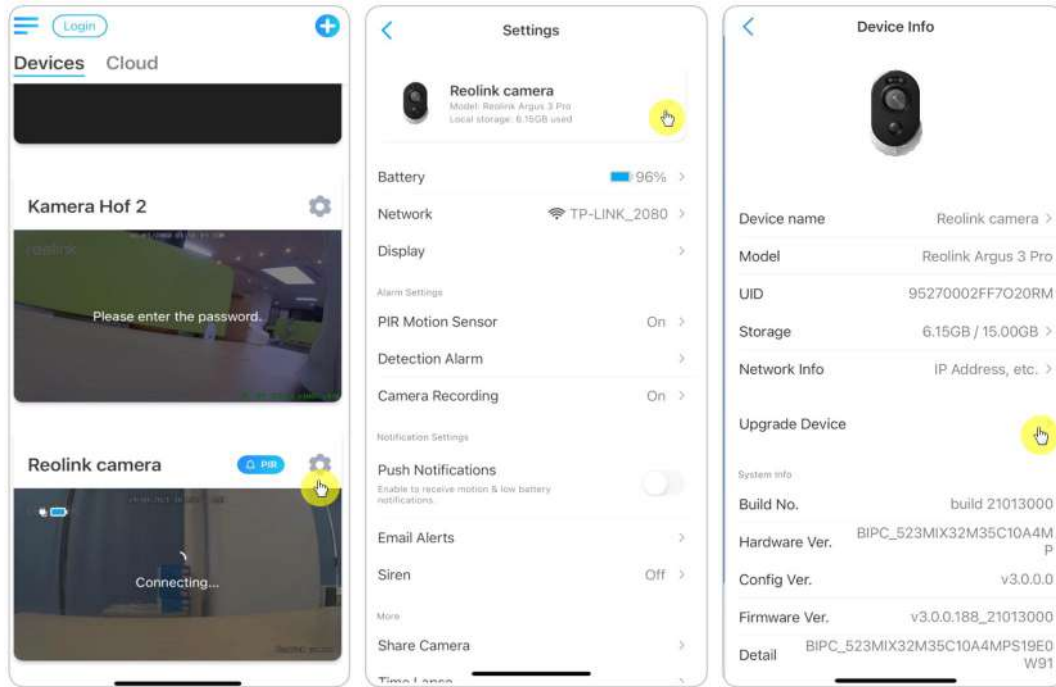 Login
Devices Cloud
Kamera Hof 2
reolink
Please enter the password.
Reolink camera
PIR
Connecting...
Settings
Reolink camera
Model: Reolink Argus 3 Pro
Local storage: 6.15GB used
Battery 96%
Network TP-LINK_2080
Display
Alarm Settings
PIR Motion Sensor On
Detection Alarm
Camera Recording On
Notification Settings
Push Notifications
Enable to receive motion & low battery
notifications.
Email Alerts
Siren Off
More
Share Camera
Time Lapse
Device Info
Device name Reolink camera
Model Reolink Argus 3 Pro
UID 95270002FF7O20RM
Storage 6.15GB / 15.00GB
Network Info IP Address, etc.
Upgrade Device
System Info
Build No. build 21013000
Hardware Ver. BIPC_523MIX32M35C10A4M
P
Config Ver. v3.0.0.0
Firmware Ver. v3.0.0.188_21013000
Detail BIPC_523MIX32M35C10A4MPS19E0
W91